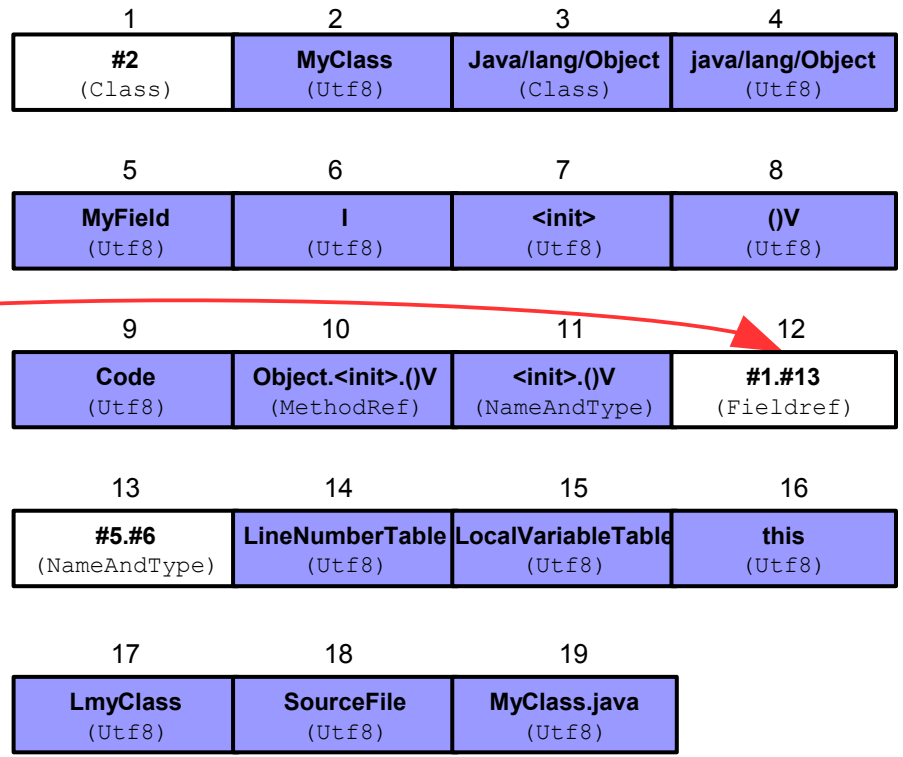 1 2 3 4
#2 MyClass Java/lang/Object java/lang/Object
(Class) (Utf8) (Class) (Utf8)
5 6 7 8
MyField I <init> ()V
(Utf8) (Utf8) (Utf8) (Utf8)
9 10 11 12
Code Object.<init>.()V <init>.()V #1.#13
(Utf8) (MethodRef) (NameAndType) (Fieldref)
13 14 15 16
#5.#6 LineNumberTable LocalVariableTable this
(NameAndType) (Utf8) (Utf8) (Utf8)
17 18 19
LmyClass SourceFile MyClass.java
(Utf8) (Utf8) (Utf8)